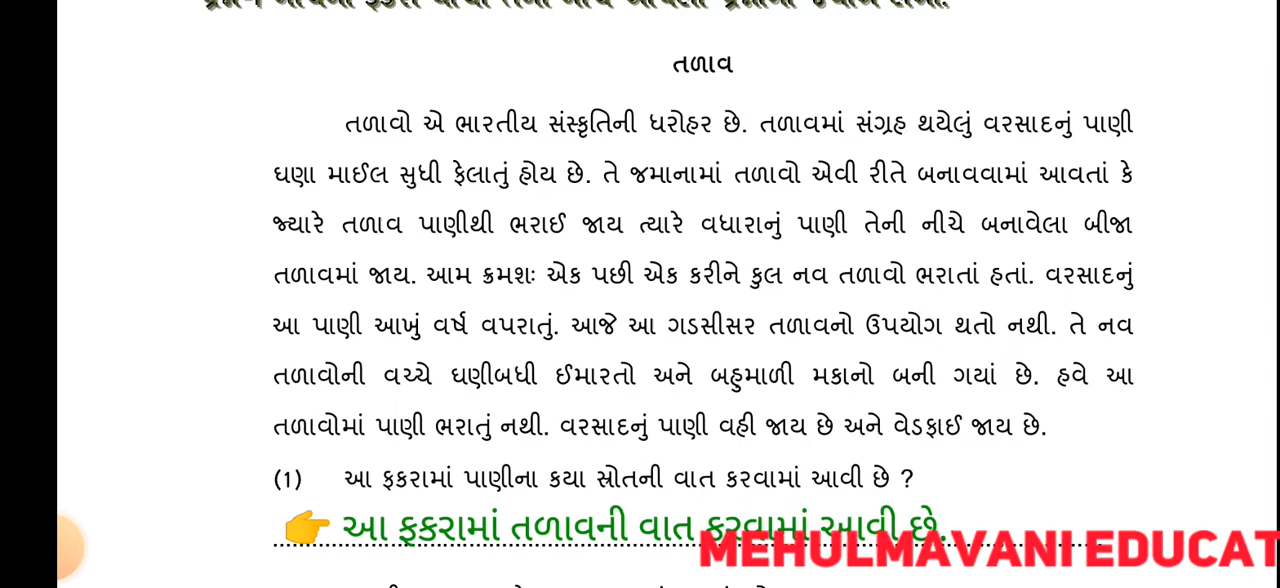 તળાવ
તળાવો એ ભારતીય સંસ્કૃતિની ધરોહર છે. તળાવમાં સંગ્રહ થયેલું વરસાદનું પાણી
ઘણા માઈલ સુધી ફેલાતું હોય છે. તે જમાનામાં તળાવો એવી રીતે બનાવવામાં આવતાં કે
જ્યારે તળાવ પાણીથી ભરાઈ જાય ત્યારે વધારાનું પાણી તેની નીચે બનાવેલા બીજા
તળાવમાં જાય. આમ ક્રમશઃ એક પછી એક કરીને કુલ નવ તળાવો ભરાતાં હતાં. વરસાદનું
આ પાણી આખું વર્ષ વપરાતું. આજે આ ગડસીસર તળાવનો ઉપયોગ થતો નથી. તે નવ
તળાવોની વચ્ચે ઘણીબધી ઈમારતો અને બહુમાળી મકાનો બની ગયાં છે. હવે આ
તળાવોમાં પાણી ભરાતું નથી. વરસાદનું પાણી વહી જાય છે અને વેડફાઈ જાય છે.
(1) આ ફકરામાં પાણીના કયા સ્રોતની વાત કરવામાં આવી છે ?
આ ફકરામાં તળાવની વાત કરવામાં આવી છે.
MEHULMAVANI EDUCAT